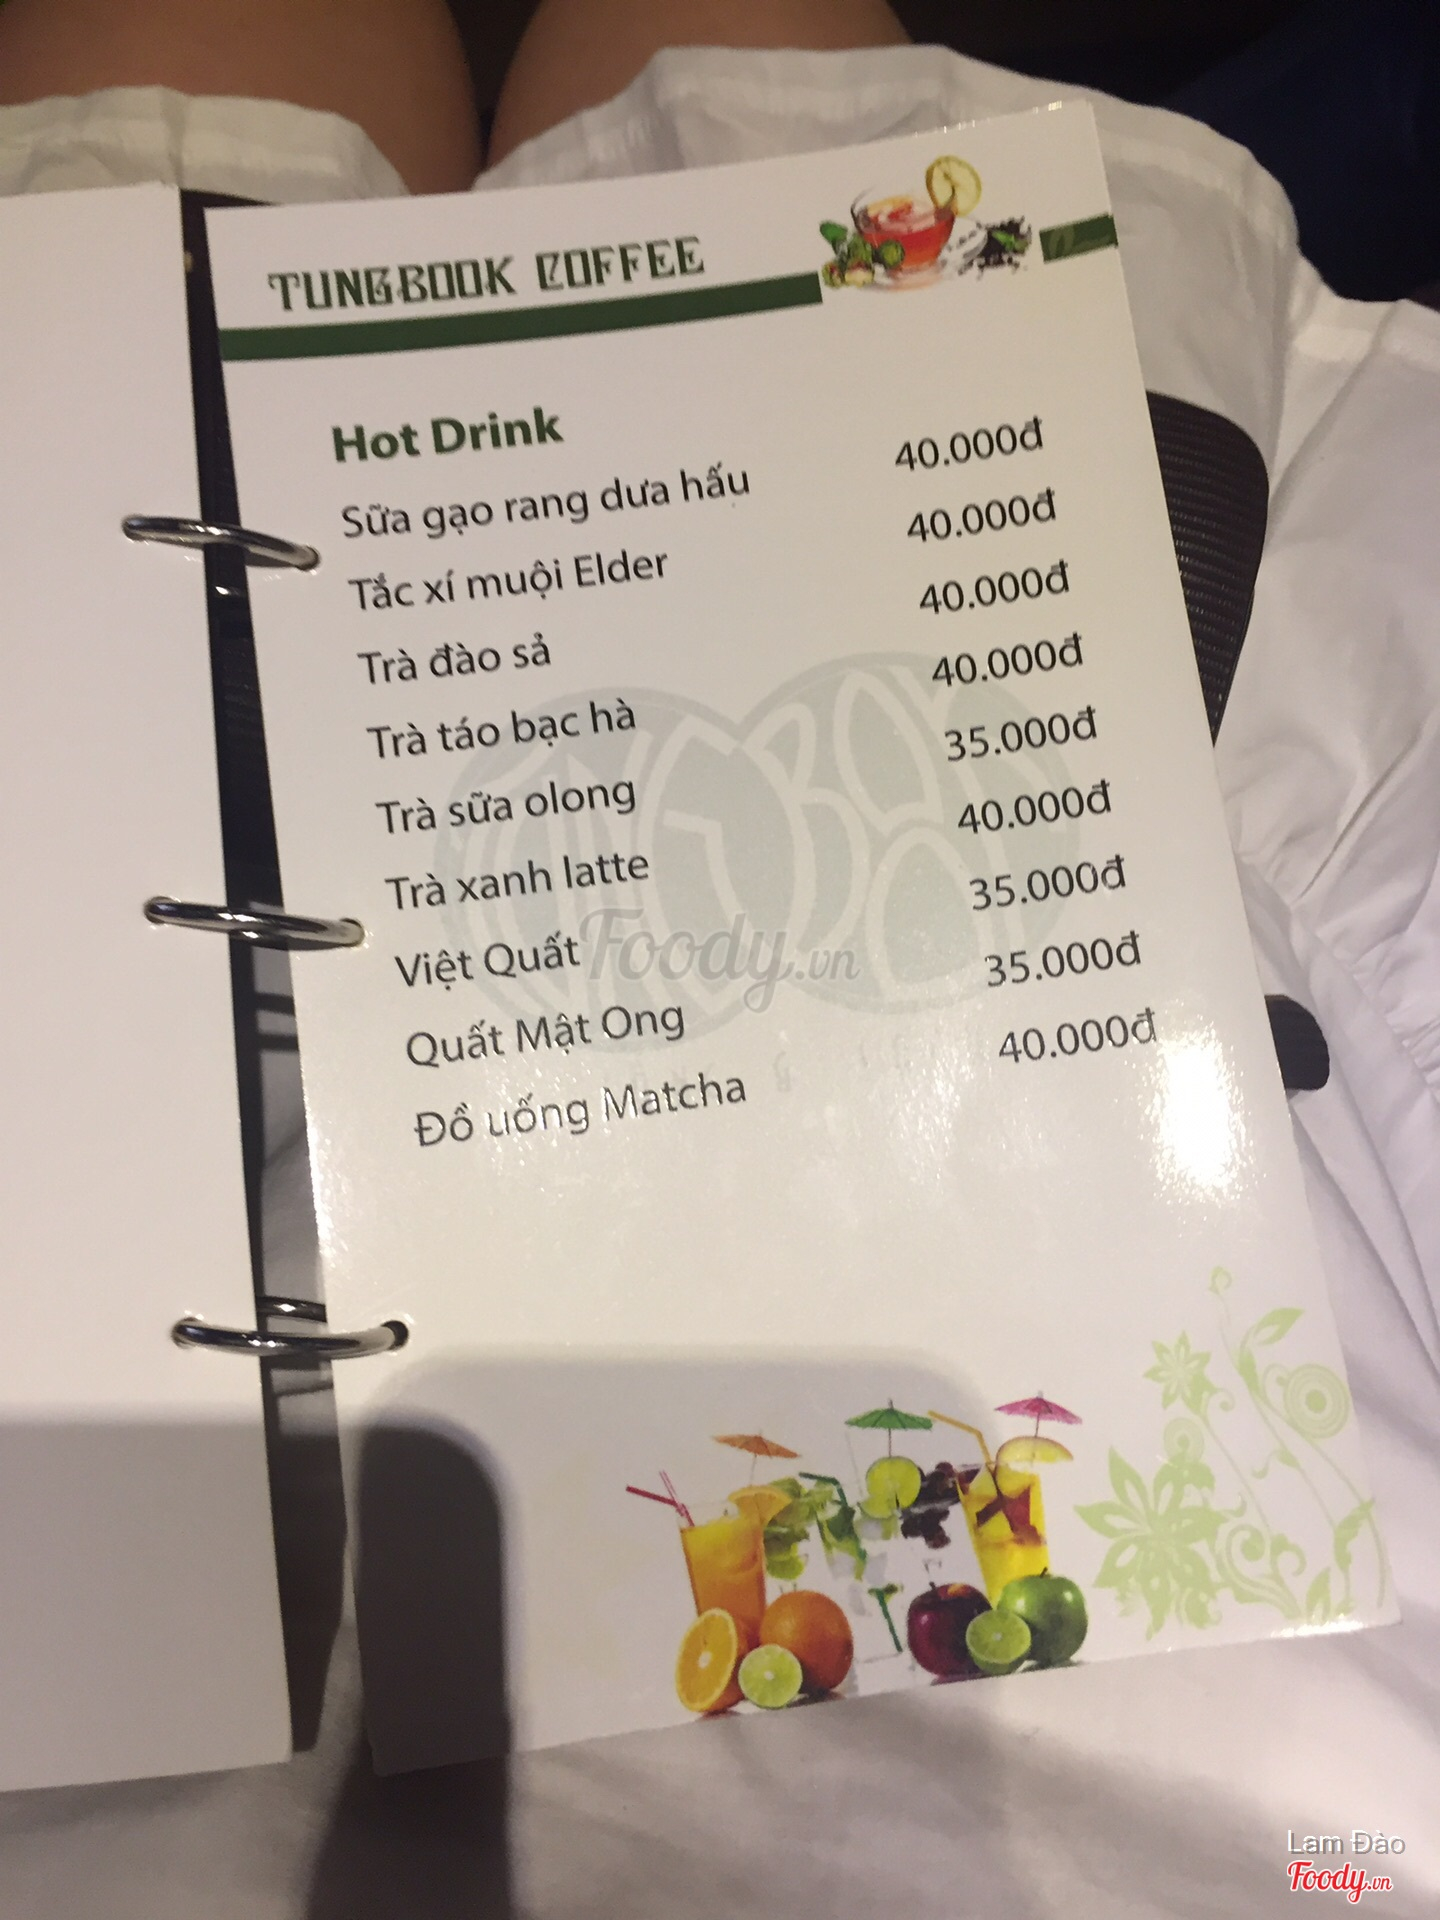 TUNGBOOK COFFEE
Hot Drink
Sữa gạo rang dưa hấu 40.000đ
Tắc xí muội Elder 40.000đ
Trà đào sả 40.000đ
Trà táo bạc hà 40.000đ
Trà sữa olong 35.000đ
Trà xanh latte 40.000đ
Việt Quất 35.000đ
Quất Mật Ong 35.000đ
Đồ uống Matcha 40.000đ
Foody.vn
Lam Đào
Foody.vn